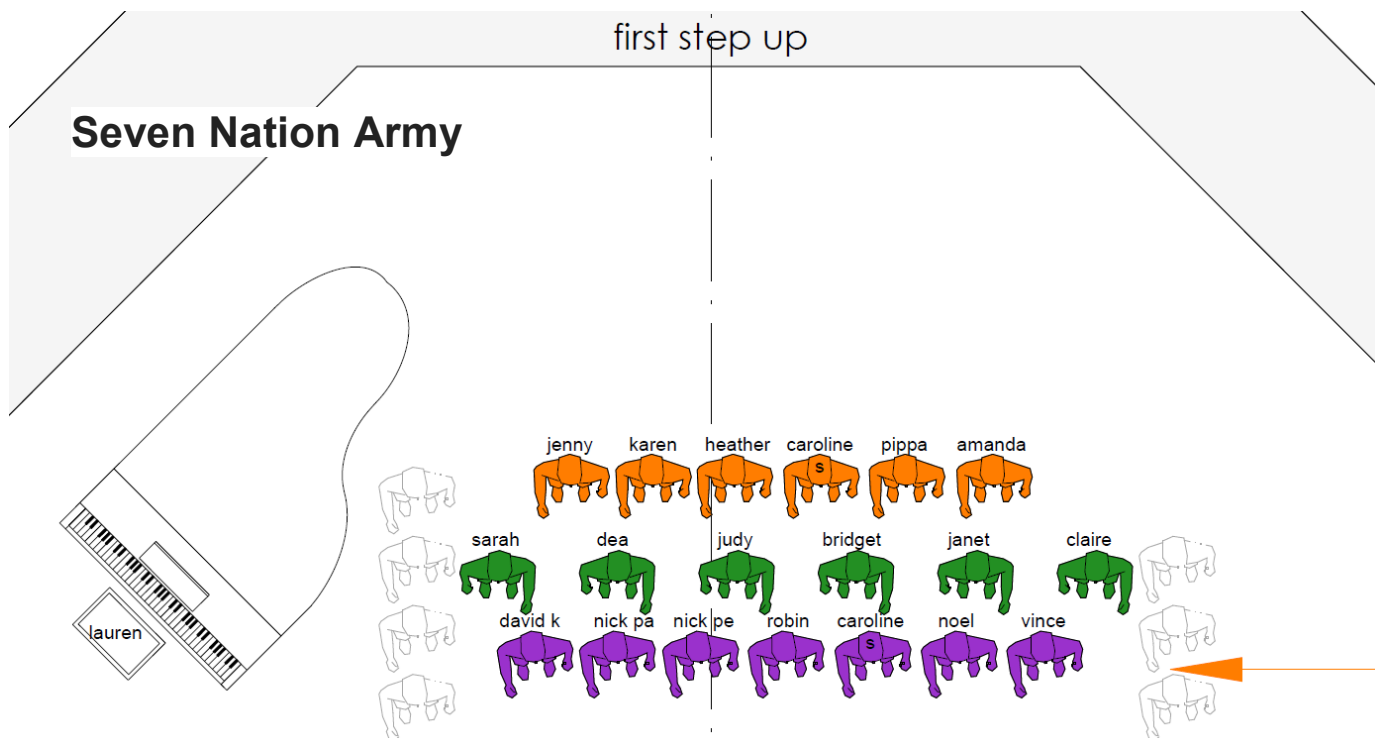 first step up
Seven Nation Army
jenny karen heather caroline pippa amanda
s
sarah dea judy bridget janet claire
david k nick pa nick pe robin caroline noel vince
s
lauren